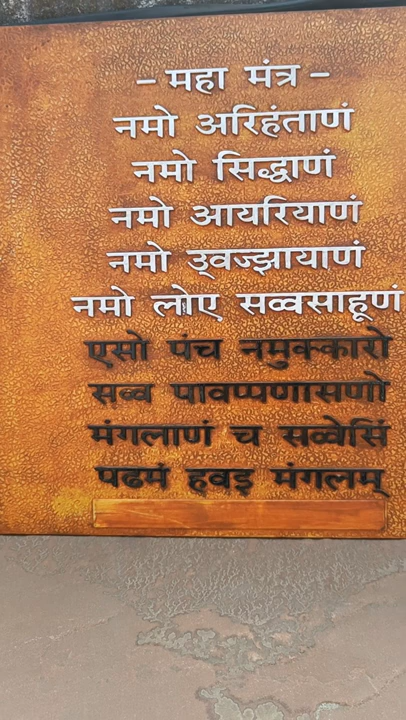 – महा मंत्र –
नमो अरिहंताणं
नमो सिद्धाणं
नमो आयरियाणं
नमो उ्वज्झायाणं
नमो लोए सव्वसाहूणं
एसो पंच नमुक्कारो
सव्व पावप्पणासणो
मंगलाणं च सव्वेसिं
पढमं हवइ मंगलम्